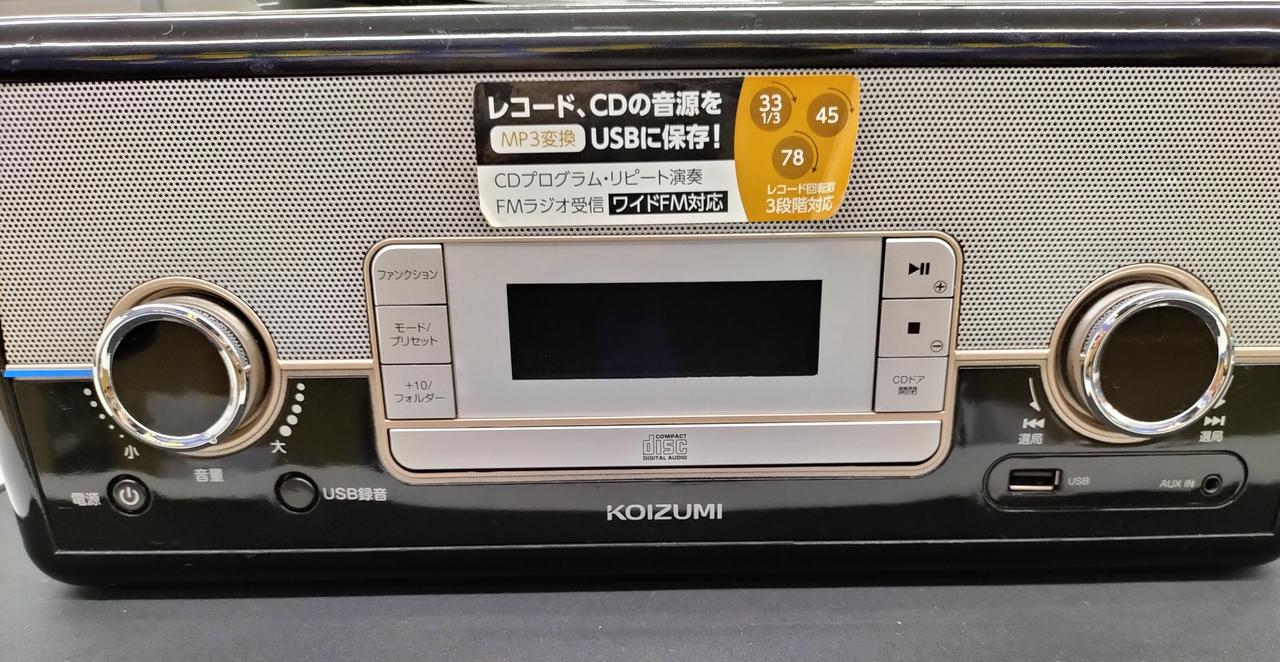 レコード、CDの音源を
MP3変換 USBに保存!
CDプログラム・リピート演奏
FMラジオ受信 ワイドFM対応
33 1/3
45
78
レコード回転数
3段階対応
ファンクション
モード/
プリセット
+10/
フォルダー
CDドア
開閉
COMPACT
disc
DIGITAL AUDIO
小
大
音量
電源
USB録音
KOIZUMI
選局
選局
USB
AUX IN